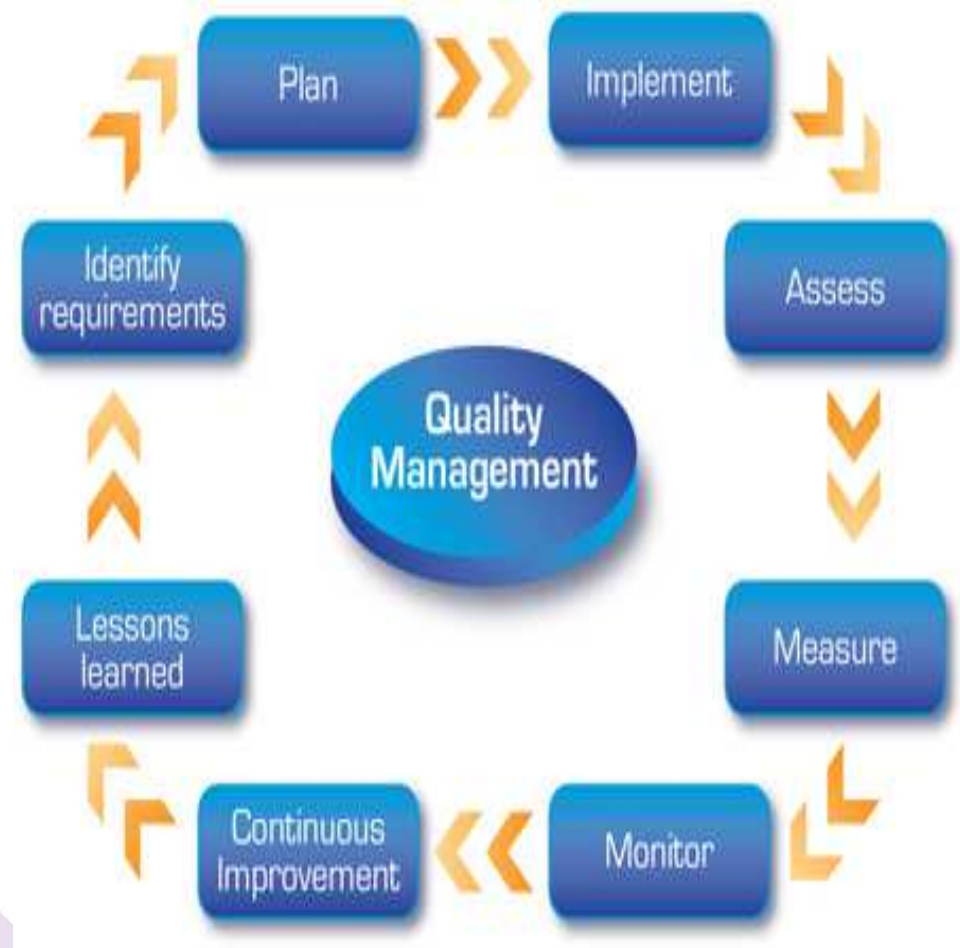 Plan
Implement
Identify
requirements
Assess
Quality
Management
Lessons
learned
Measure
Continuous
Improvement
Monitor